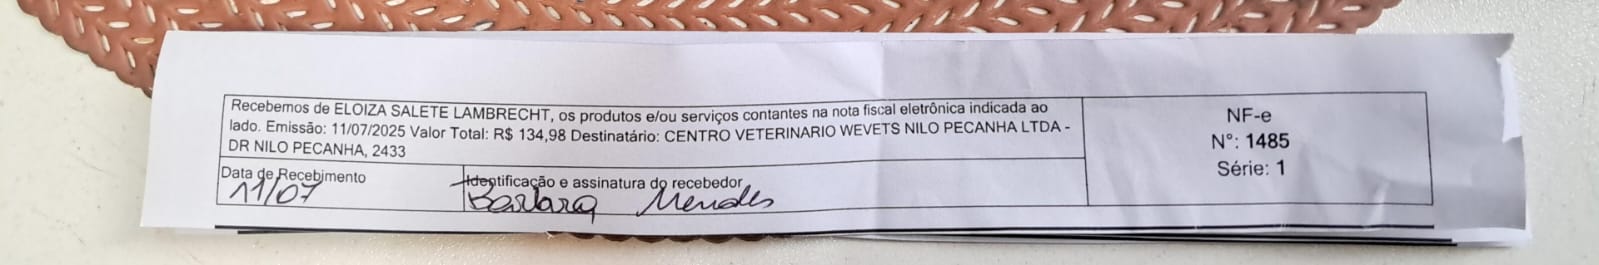 Recebemos de ELOIZA SALETE LAMBRECHT, os produtos e/ou serviços contantes na nota fiscal eletrônica indicada ao
lado. Emissão: 11/07/2025 Valor Total: R$ 134,98 Destinatário: CENTRO VETERINARIO WEVETS NILO PECANHA LTDA -
DR NILO PECANHA, 2433
Data de Recebimento
11/07
Identificação e assinatura do recebedor
Barbara Mendes
NF-e
N°: 1485
Série: 1